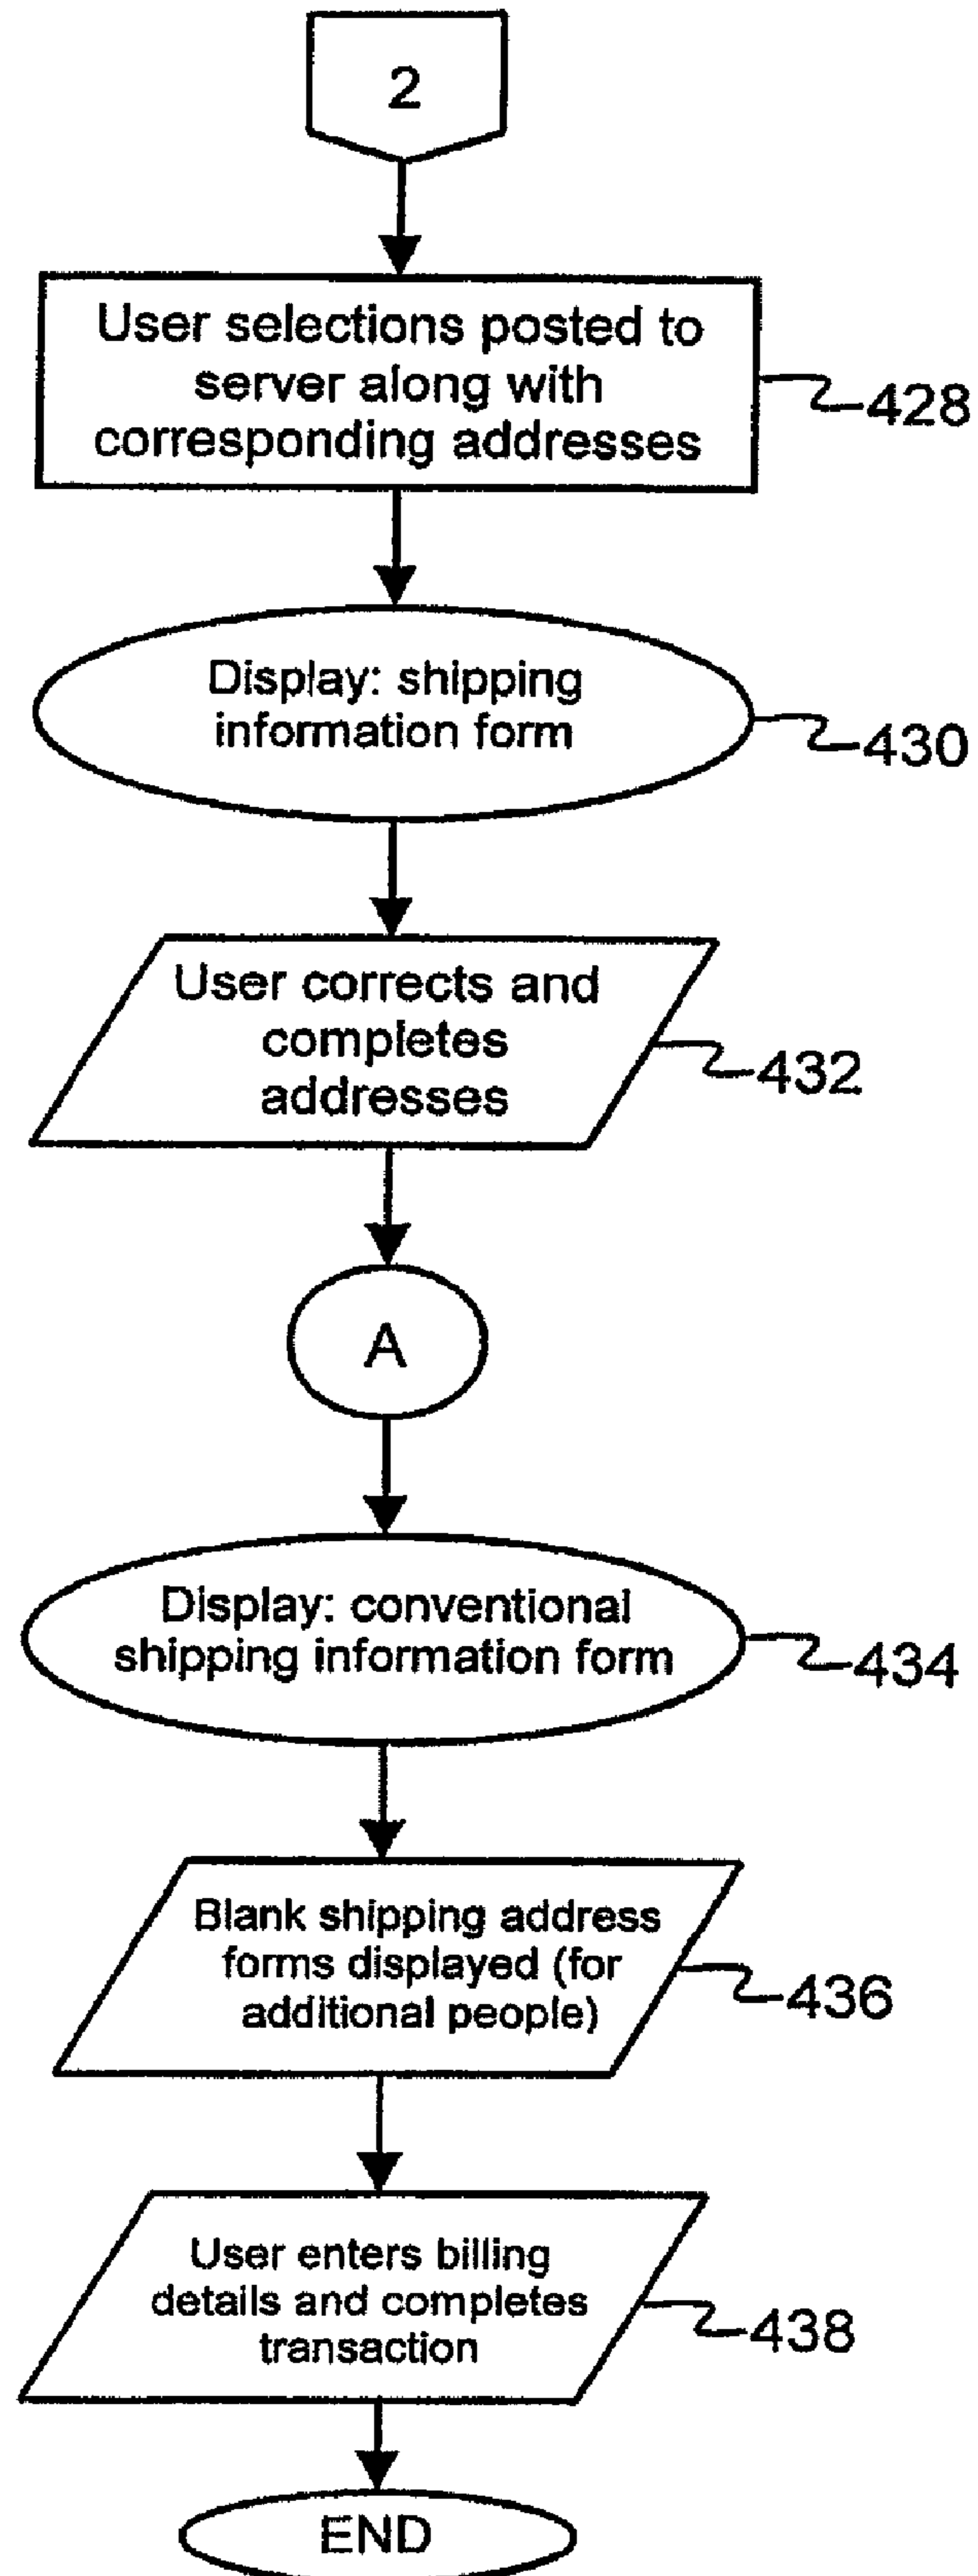 2
User selections posted to
server along with
corresponding addresses
428
Display: shipping
information form
430
User corrects and
completes
addresses
432
A
Display: conventional
shipping information form
434
Blank shipping address
forms displayed (for
additional people)
436
User enters billing
details and completes
transaction
438
END